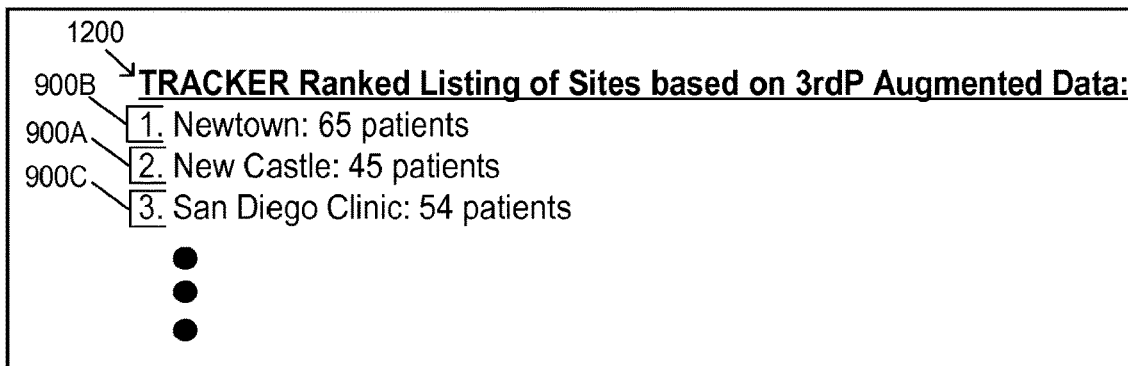 1200
TRACKER Ranked Listing of Sites based on 3rdP Augmented Data:
900B
1. Newtown: 65 patients
900A
2. New Castle: 45 patients
900C
3. San Diego Clinic: 54 patients